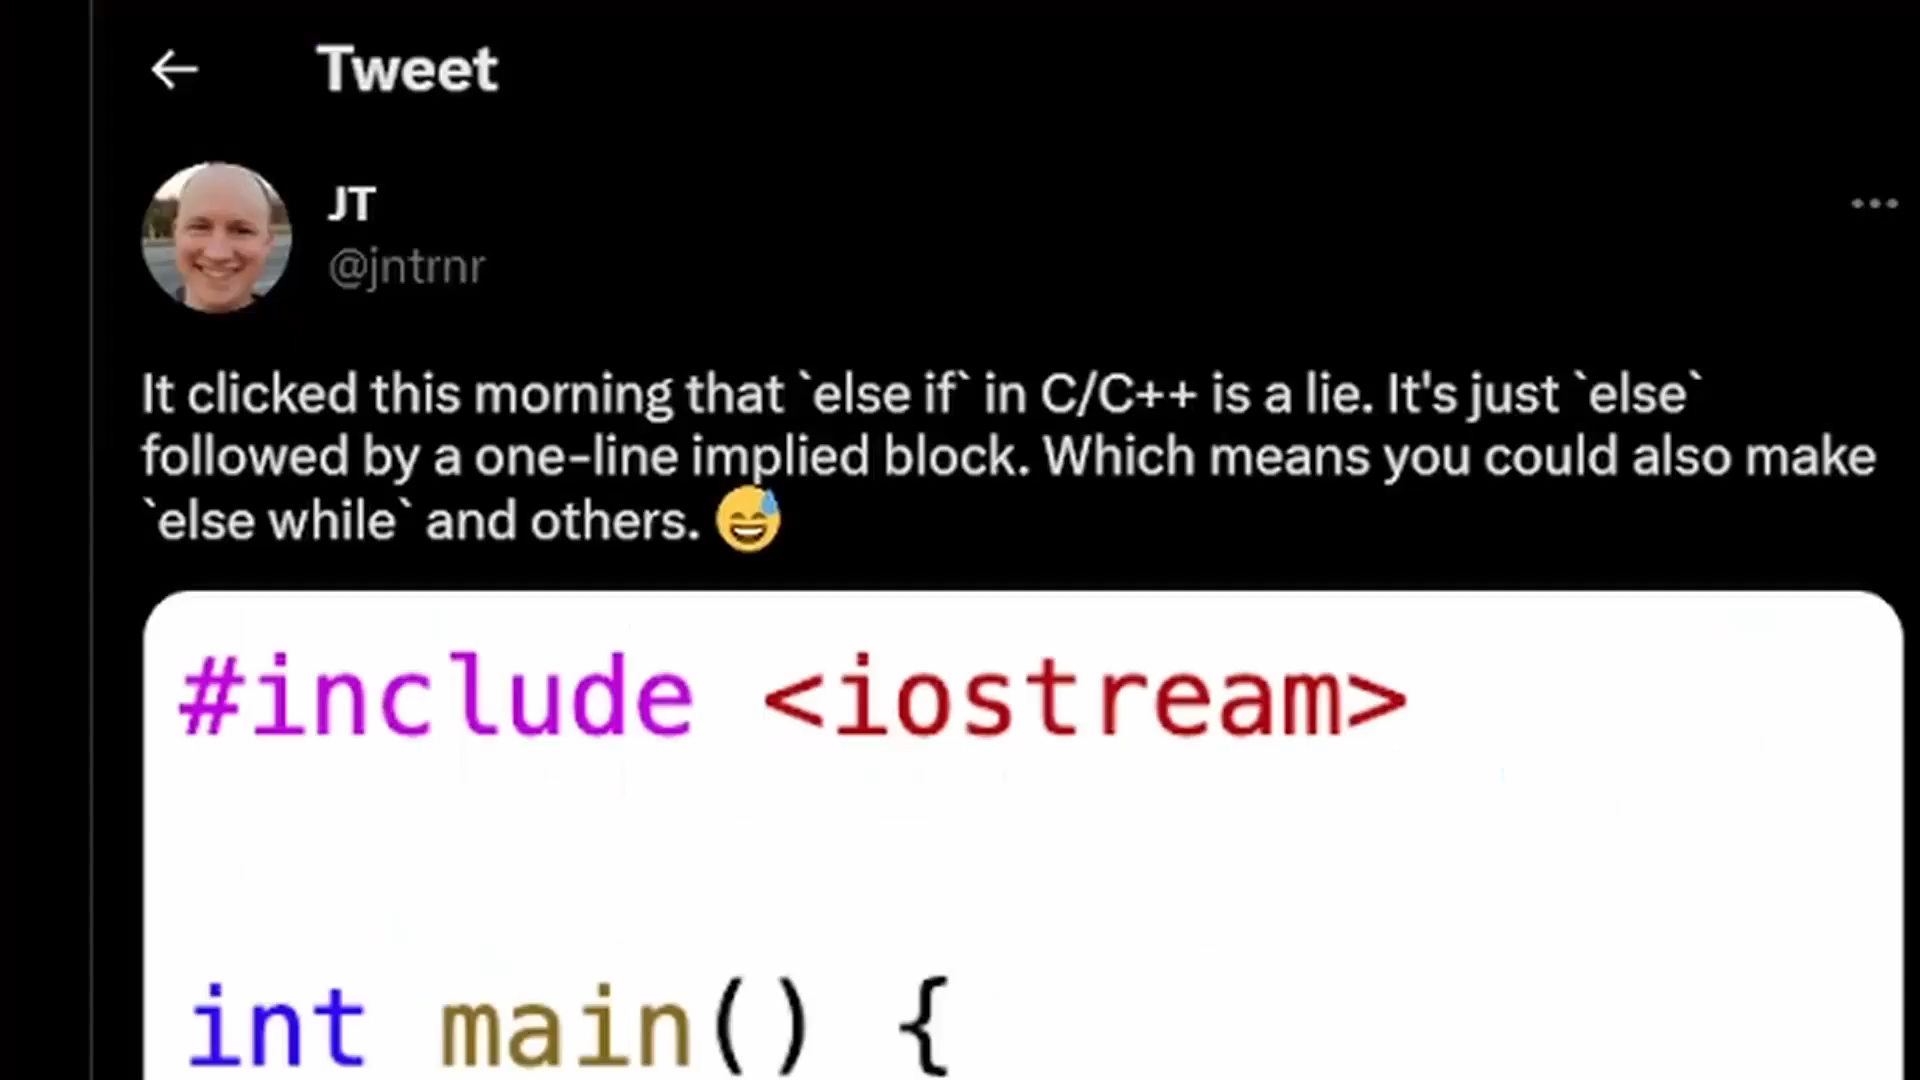 Tweet
JT
@jntrnr
It clicked this morning that `else if` in C/C++ is a lie. It's just `else`
followed by a one-line implied block. Which means you could also make
`else while` and others. 😅
#include <iostream>
int main() {